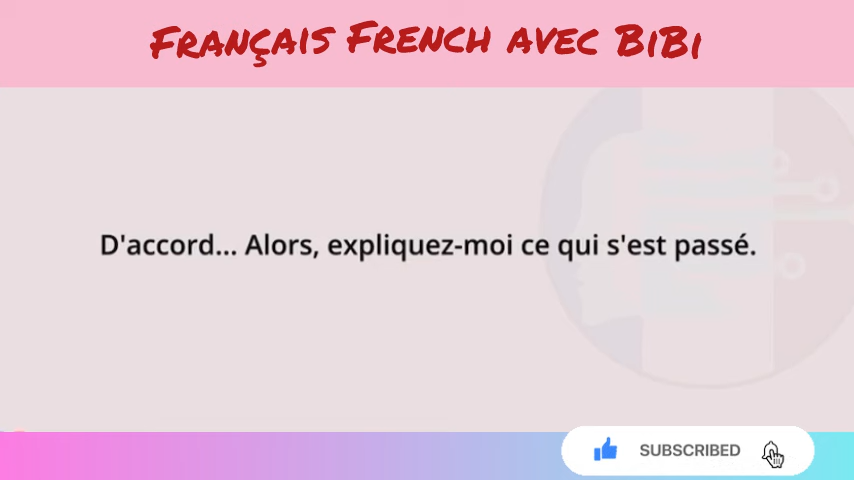 Français French avec BiBi
D'accord... Alors, expliquez-moi ce qui s'est passé.
SUBSCRIBED